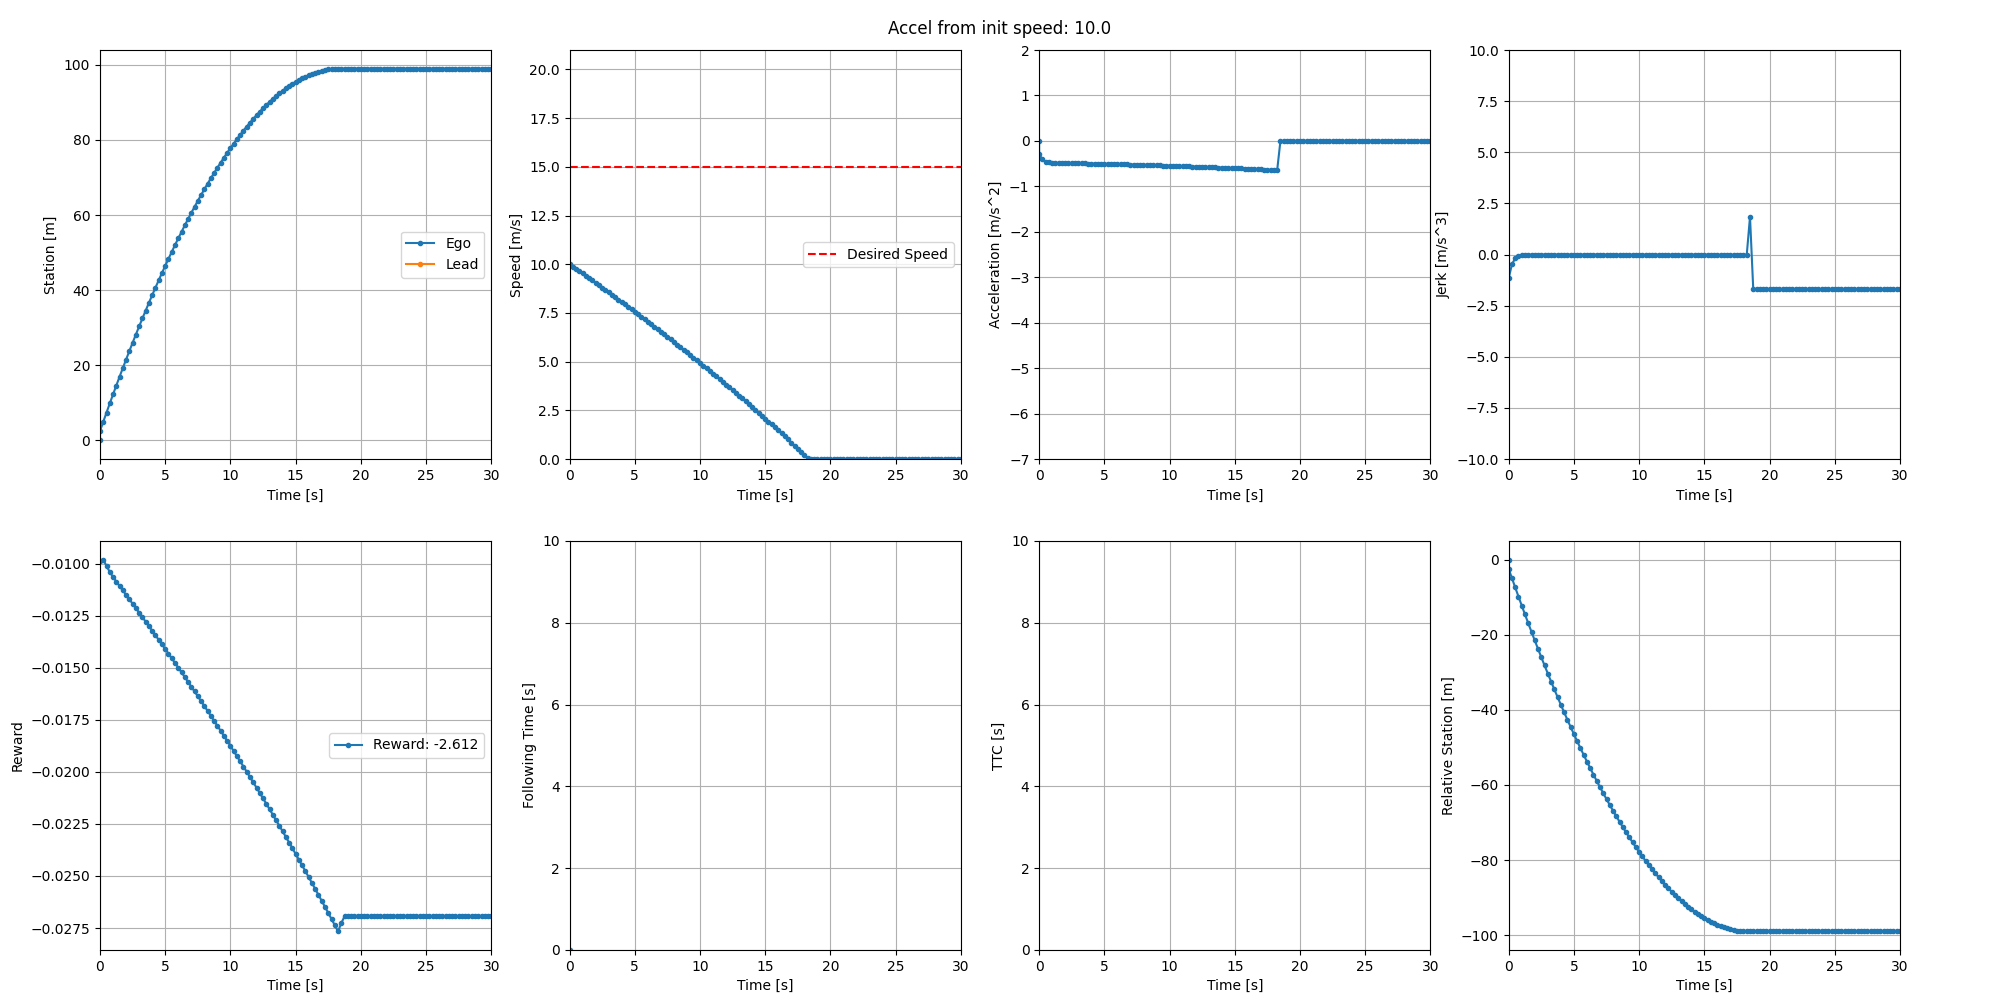 Accel from init speed: 10.0
100
80
60
40
20
0
Station [m]
Ego
Lead
0 5 10 15 20 25 30
Time [s]
20.0
17.5
15.0
12.5
10.0
7.5
5.0
2.5
0.0
Speed [m/s]
Desired Speed
0 5 10 15 20 25 30
Time [s]
2
1
0
−1
−2
−3
−4
−5
−6
−7
Acceleration [m/s^2]
0 5 10 15 20 25 30
Time [s]
10.0
7.5
5.0
2.5
0.0
−2.5
−5.0
−7.5
−10.0
Jerk [m/s^3]
0 5 10 15 20 25 30
Time [s]
−0.0100
−0.0125
−0.0150
−0.0175
−0.0200
−0.0225
−0.0250
−0.0275
Reward
Reward: -2.612
0 5 10 15 20 25 30
Time [s]
10
8
6
4
2
0
Following Time [s]
0 5 10 15 20 25 30
Time [s]
10
8
6
4
2
0
TTC [s]
0 5 10 15 20 25 30
Time [s]
0
−20
−40
−60
−80
−100
Relative Station [m]
0 5 10 15 20 25 30
Time [s]